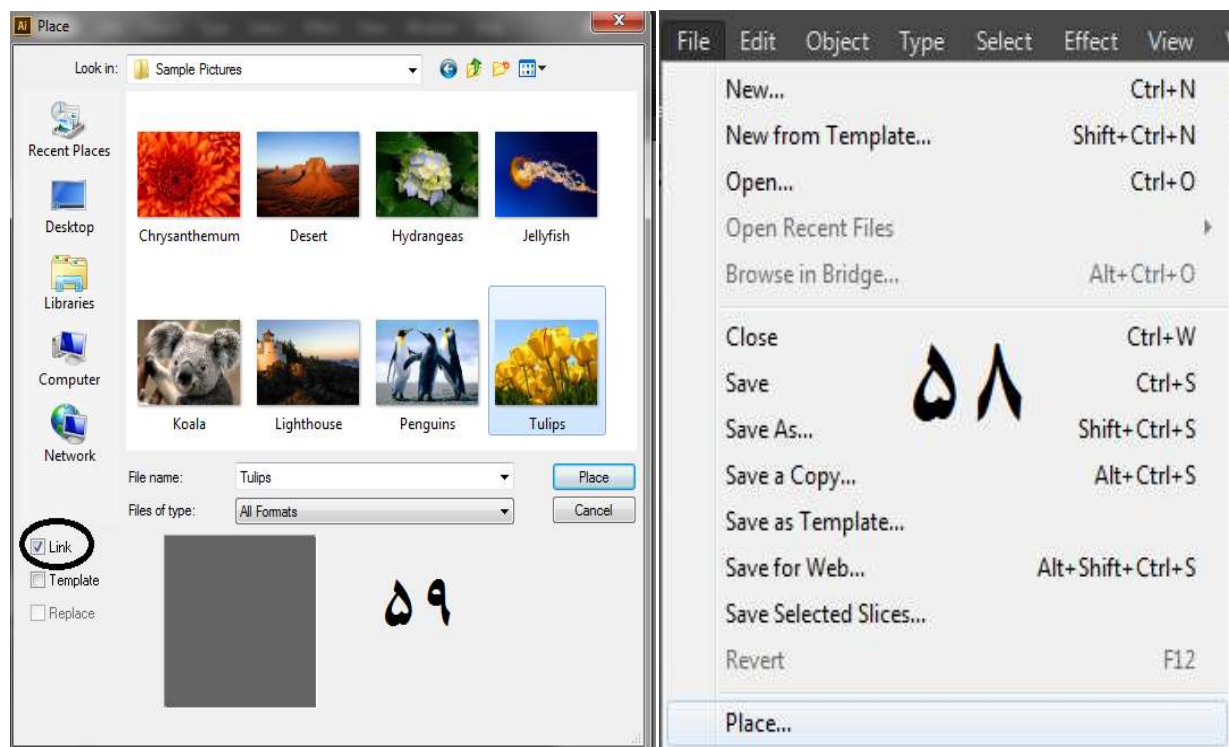 Ai Place
Look in: Sample Pictures
Recent Places
Desktop
Libraries
Computer
Network
Chrysanthemum Desert Hydrangeas Jellyfish
Koala Lighthouse Penguins Tulips
File name: Tulips Place
Files of type: All Formats Cancel
Link
Template
Replace
۵۹
File Edit Object Type Select Effect View
New... Ctrl+N
New from Template... Shift+Ctrl+N
Open... Ctrl+O
Open Recent Files
Browse in Bridge... Alt+Ctrl+O
Close Ctrl+W
Save Ctrl+S
Save As... Shift+Ctrl+S
Save a Copy... Alt+Ctrl+S
Save as Template...
Save for Web... Alt+Shift+Ctrl+S
Save Selected Slices...
Revert F12
Place...
۵۸